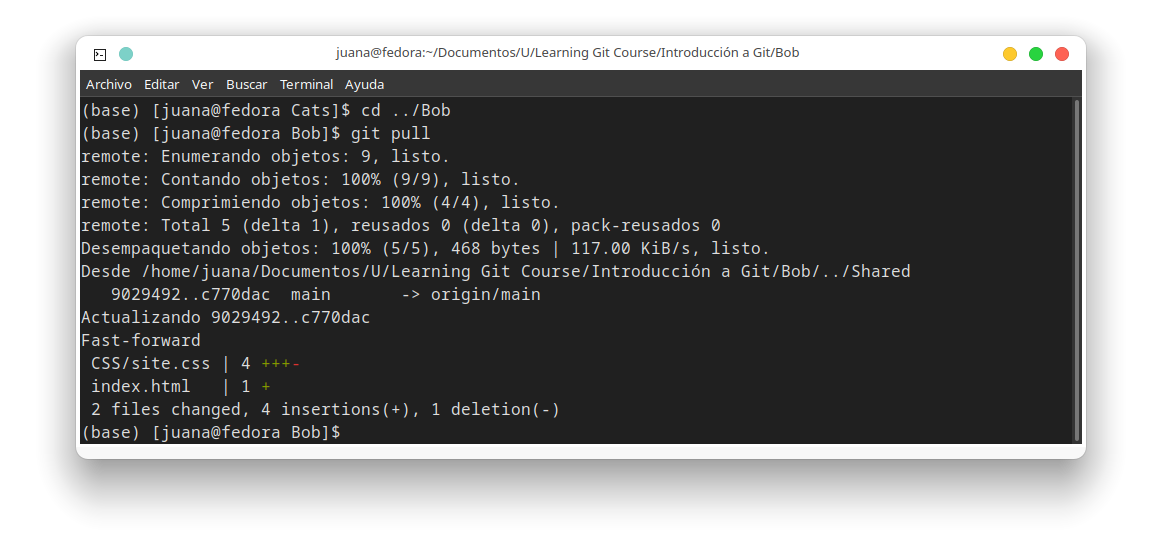 juana@fedora:~/Documentos/U/Learning Git Course/Introducción a Git/Bob
Archivo Editar Ver Buscar Terminal Ayuda
(base) [juana@fedora Cats]$ cd ../Bob
(base) [juana@fedora Bob]$ git pull
remote: Enumerando objetos: 9, listo.
remote: Contando objetos: 100% (9/9), listo.
remote: Comprimiendo objetos: 100% (4/4), listo.
remote: Total 5 (delta 1), reusados 0 (delta 0), pack-reusados 0
Desempaquetando objetos: 100% (5/5), 468 bytes | 117.00 KiB/s, listo.
Desde /home/juana/Documentos/U/Learning Git Course/Introducción a Git/Bob/../Shared
   9029492..c770dac  main       -> origin/main
Actualizando 9029492..c770dac
Fast-forward
 CSS/site.css | 4 +++-
 index.html   | 1 +
 2 files changed, 4 insertions(+), 1 deletion(-)
(base) [juana@fedora Bob]$